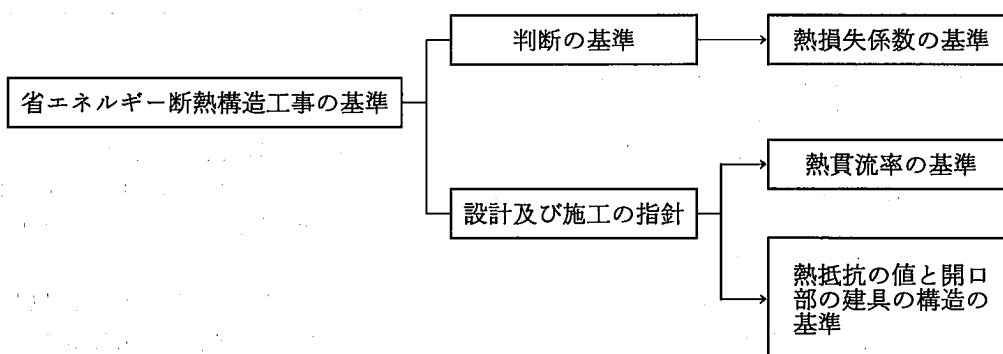 判断の基準
熱損失係数の基準
省エネルギー断熱構造工事の基準
熱貫流率の基準
設計及び施工の指針
熱抵抗の値と開口
部の建具の構造の
基準